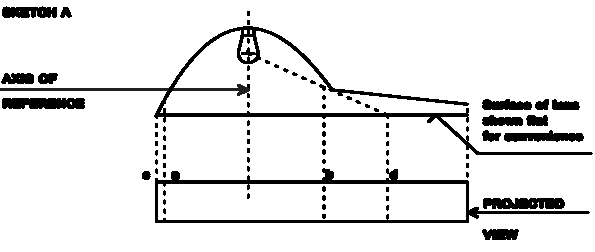 SKETCH A
AXIS OF
REFERENCE
Surface of lens
shown flat
for convenience
c a b d
PROJECTED
VIEW